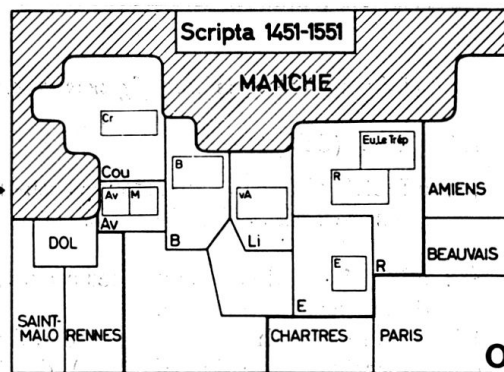 Scripta 1451-1551
MANCHE
Cr
Eu,Le Trép
B
R
Cou
Av M
vA
AMIENS
Av
DOL
B
Li
BEAUVAIS
E
R
E
SAINT-
MALO
RENNES
CHARTRES
PARIS
O